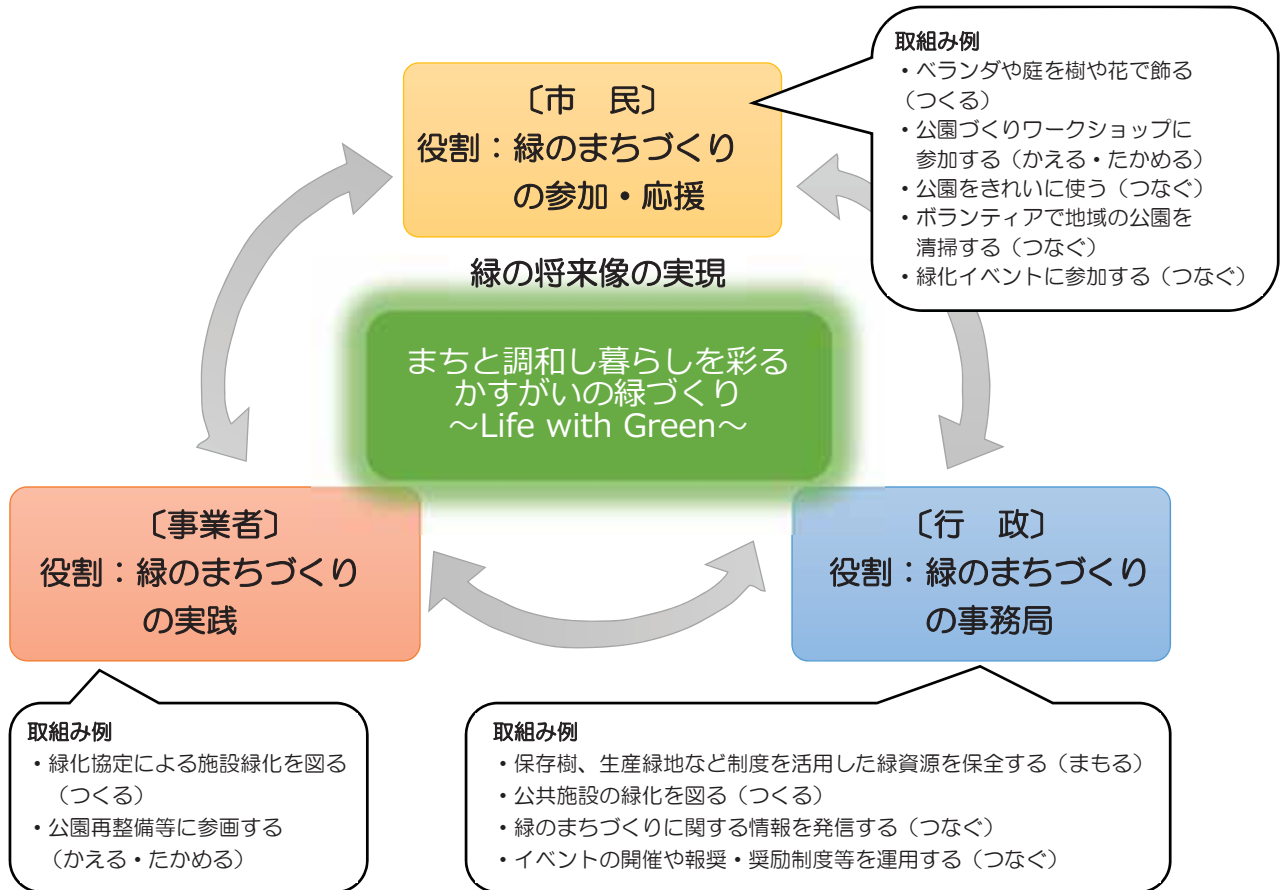 取組み例
・ベランダや庭を樹や花で飾る
(つくる)
・公園づくりワークショップに
参加する(かえる・たかめる)
・公園をきれいに使う(つなぐ)
・ボランティアで地域の公園を
清掃する(つなぐ)
・緑化イベントに参加する(つなぐ)
〔市　民〕
役割：緑のまちづくり
の参加・応援
緑の将来像の実現
まちと調和し暮らしを彩る
かすがいの緑づくり
～Life with Green～
〔事業者〕
役割：緑のまちづくり
の実践
〔行　政〕
役割：緑のまちづくり
の事務局
取組み例
・緑化協定による施設緑化を図る
(つくる)
・公園再整備等に参画する
(かえる・たかめる)
取組み例
・保存樹、生産緑地など制度を活用した緑資源を保全する(まもる)
・公共施設の緑化を図る(つくる)
・緑のまちづくりに関する情報を発信する(つなぐ)
・イベントの開催や報奨・奨励制度等を運用する(つなぐ)